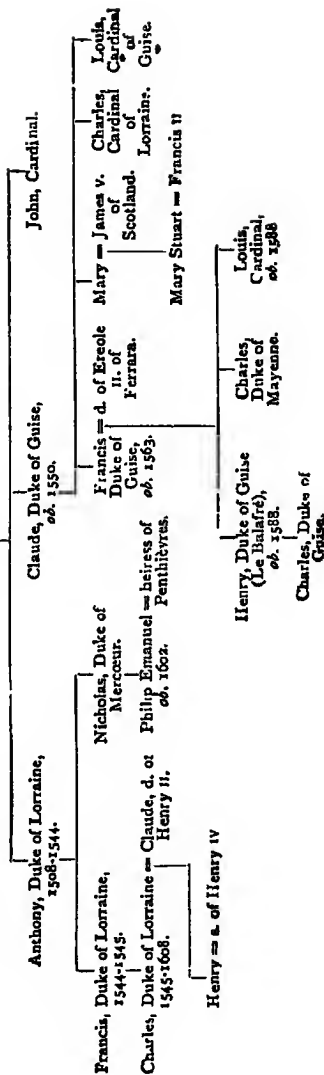 Anthony, Duke of Lorraine,
1508-1544.
Claude, Duke of Guise,
ob. 1550.
John, Cardinal.
Francis, Duke of Lorraine,
1544-1545.
Nicholas, Duke of
Mercœur.
Francis = d. of Ereole
Duke of II. of
Guise, Ferrara.
ob. 1563.
Mary = James v.
of
Scotland.
Charles,
Cardinal
of
Lorraine.
Louis,
Cardinal
of
Guise.
Charles, Duke of Lorraine = Claude, d. of
1545-1608. Henry II.
Philip Emanuel = heiress of
ob. 1602. Penthièvres.
Mary Stuart = Francis II
Henry = s. of Henry IV
Henry, Duke of Guise
(Le Balafré),
ob. 1588.
Charles,
Duke of
Mayenne.
Louis,
Cardinal,
ob. 1588
Charles, Duke of
Guise.